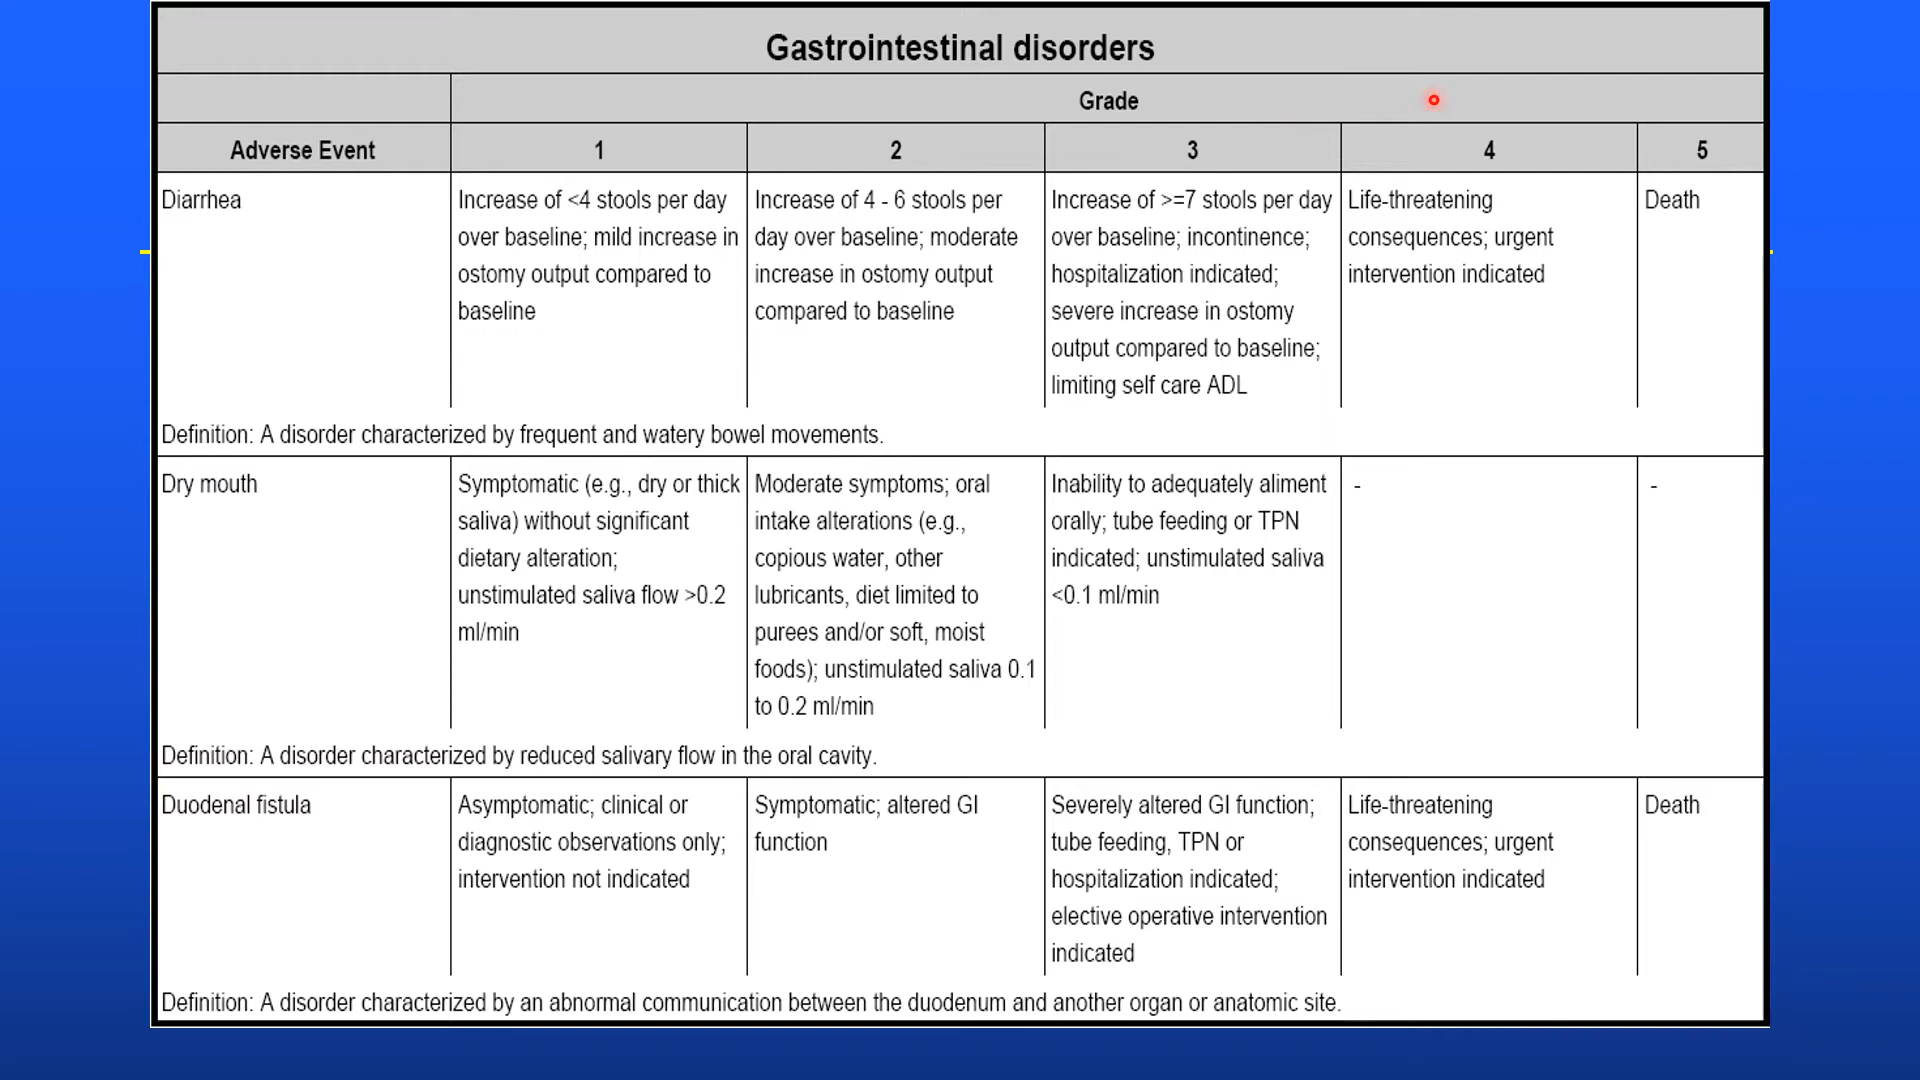 Gastrointestinal disorders
Grade
Adverse Event
1
2
3
4
5
Diarrhea
Increase of <4 stools per day
over baseline; mild increase in
ostomy output compared to
baseline
Increase of 4 - 6 stools per
day over baseline; moderate
increase in ostomy output
compared to baseline
Increase of >=7 stools per day
over baseline; incontinence;
hospitalization indicated;
severe increase in ostomy
output compared to baseline;
limiting self care ADL
Life-threatening
consequences; urgent
intervention indicated
Death
Definition: A disorder characterized by frequent and watery bowel movements.
Dry mouth
Symptomatic (e.g., dry or thick
saliva) without significant
dietary alteration;
unstimulated saliva flow >0.2
ml/min
Moderate symptoms; oral
intake alterations (e.g.,
copious water, other
lubricants, diet limited to
purees and/or soft, moist
foods); unstimulated saliva 0.1
to 0.2 ml/min
Inability to adequately aliment
orally; tube feeding or TPN
indicated; unstimulated saliva
<0.1 ml/min
-
-
Definition: A disorder characterized by reduced salivary flow in the oral cavity.
Duodenal fistula
Asymptomatic; clinical or
diagnostic observations only;
intervention not indicated
Symptomatic; altered GI
function
Severely altered GI function;
tube feeding, TPN or
hospitalization indicated;
elective operative intervention
indicated
Life-threatening
consequences; urgent
intervention indicated
Death
Definition: A disorder characterized by an abnormal communication between the duodenum and another organ or anatomic site.